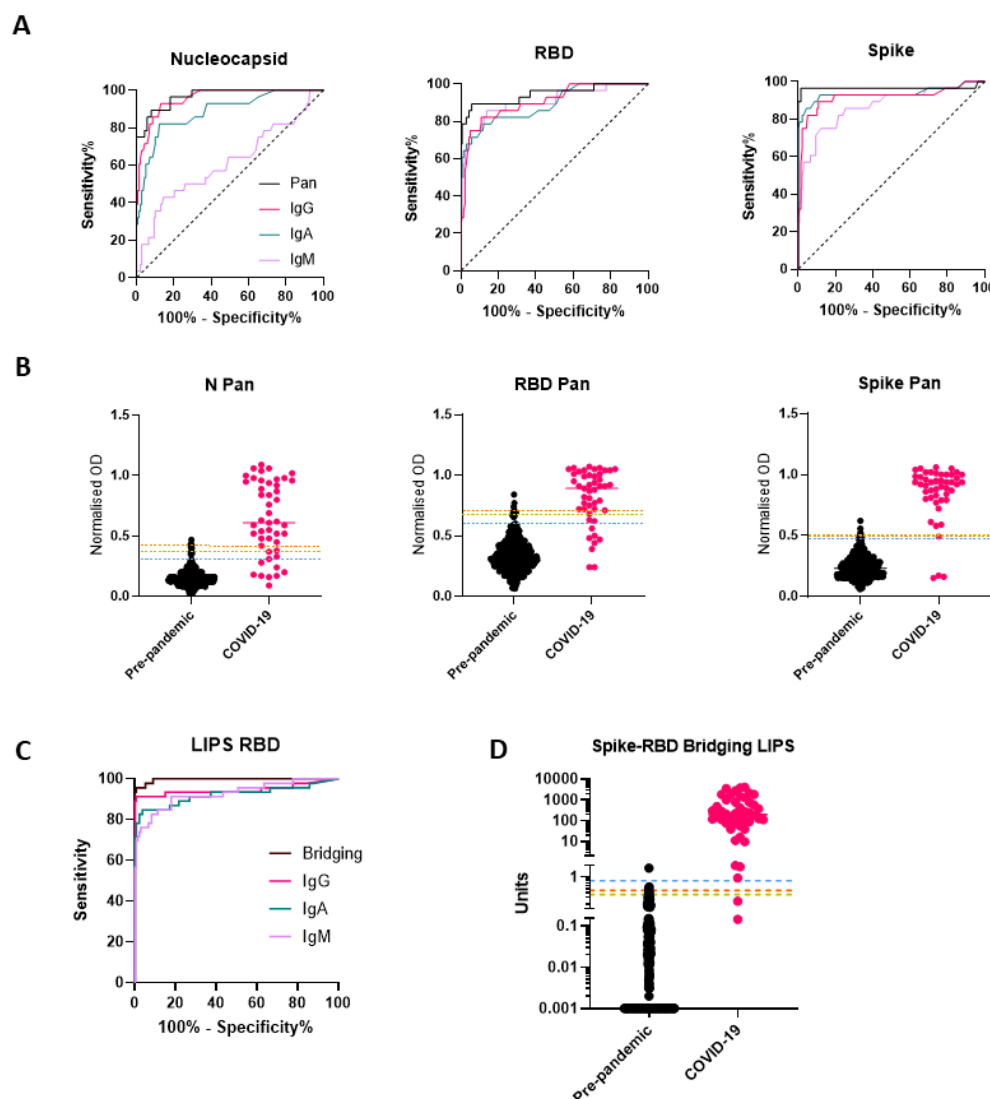 A
Nucleocapsid
RBD
Spike
Sensitivity%
100
80
60
40
20
0
Pan
IgG
IgA
IgM
0 20 40 60 80 100
100% - Specificity%
Sensitivity%
100
80
60
40
20
0
0 20 40 60 80 100
100% - Specificity%
Sensitivity%
100
80
60
40
20
0
0 20 40 60 80 100
100% - Specificity%
B
N Pan
RBD Pan
Spike Pan
Normalised OD
1.5
1.0
0.5
0.0
Pre-pandemic
COVID-19
Normalised OD
1.5
1.0
0.5
0.0
Pre-pandemic
COVID-19
Normalised OD
1.5
1.0
0.5
0.0
Pre-pandemic
COVID-19
C
LIPS RBD
Sensitivity
100
80
60
40
20
0
Bridging
IgG
IgA
IgM
0 20 40 60 80 100
100% - Specificity%
D
Spike-RBD Bridging LIPS
Units
10000
1000
100
10
1
0.1
0.01
0.001
Pre-pandemic
COVID-19